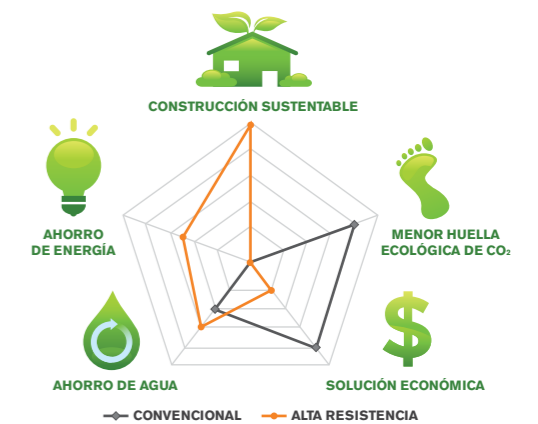 CONSTRUCCIÓN SUSTENTABLE
AHORRO
DE ENERGÍA
MENOR HUELLA
ECOLÓGICA DE CO₂
$
AHORRO DE AGUA
SOLUCIÓN ECONÓMICA
CONVENCIONAL
ALTA RESISTENCIA